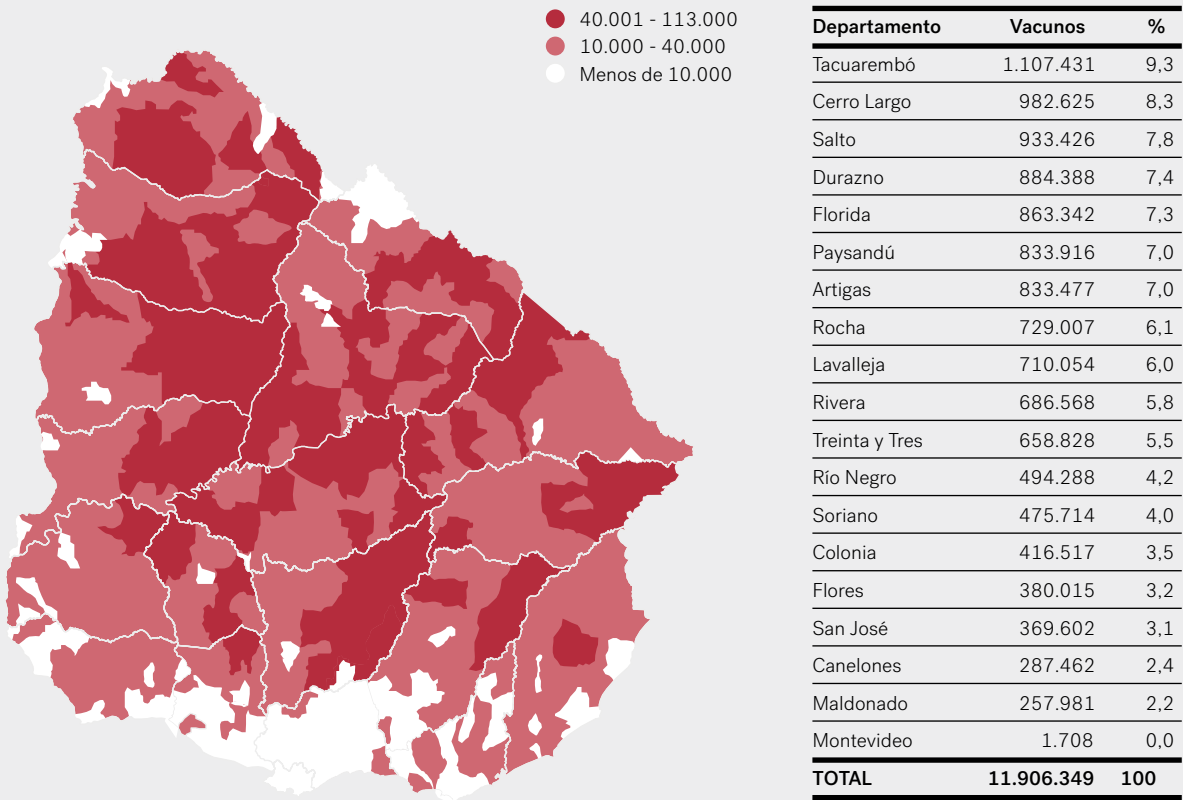 40.001 - 113.000
10.000 - 40.000
Menos de 10.000
Departamento Vacunos %
Tacuarembó 1.107.431 9,3
Cerro Largo 982.625 8,3
Salto 933.426 7,8
Durazno 884.388 7,4
Florida 863.342 7,3
Paysandú 833.916 7,0
Artigas 833.477 7,0
Rocha 729.007 6,1
Lavalleja 710.054 6,0
Rivera 686.568 5,8
Treinta y Tres 658.828 5,5
Río Negro 494.288 4,2
Soriano 475.714 4,0
Colonia 416.517 3,5
Flores 380.015 3,2
San José 369.602 3,1
Canelones 287.462 2,4
Maldonado 257.981 2,2
Montevideo 1.708 0,0
TOTAL 11.906.349 100